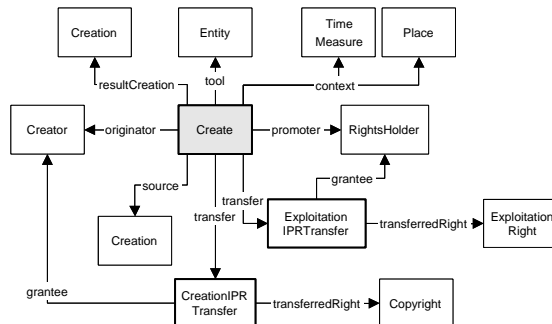 Creation
Entity
Time
Measure
Place
resultCreation
tool
context
Creator
originator
Create
promoter
RightsHolder
source
transfer
transfer
grantee
Creation
Exploitation
IPRTransfer
transferredRight
Exploitation
Right
grantee
CreationIPR
Transfer
transferredRight
Copyright